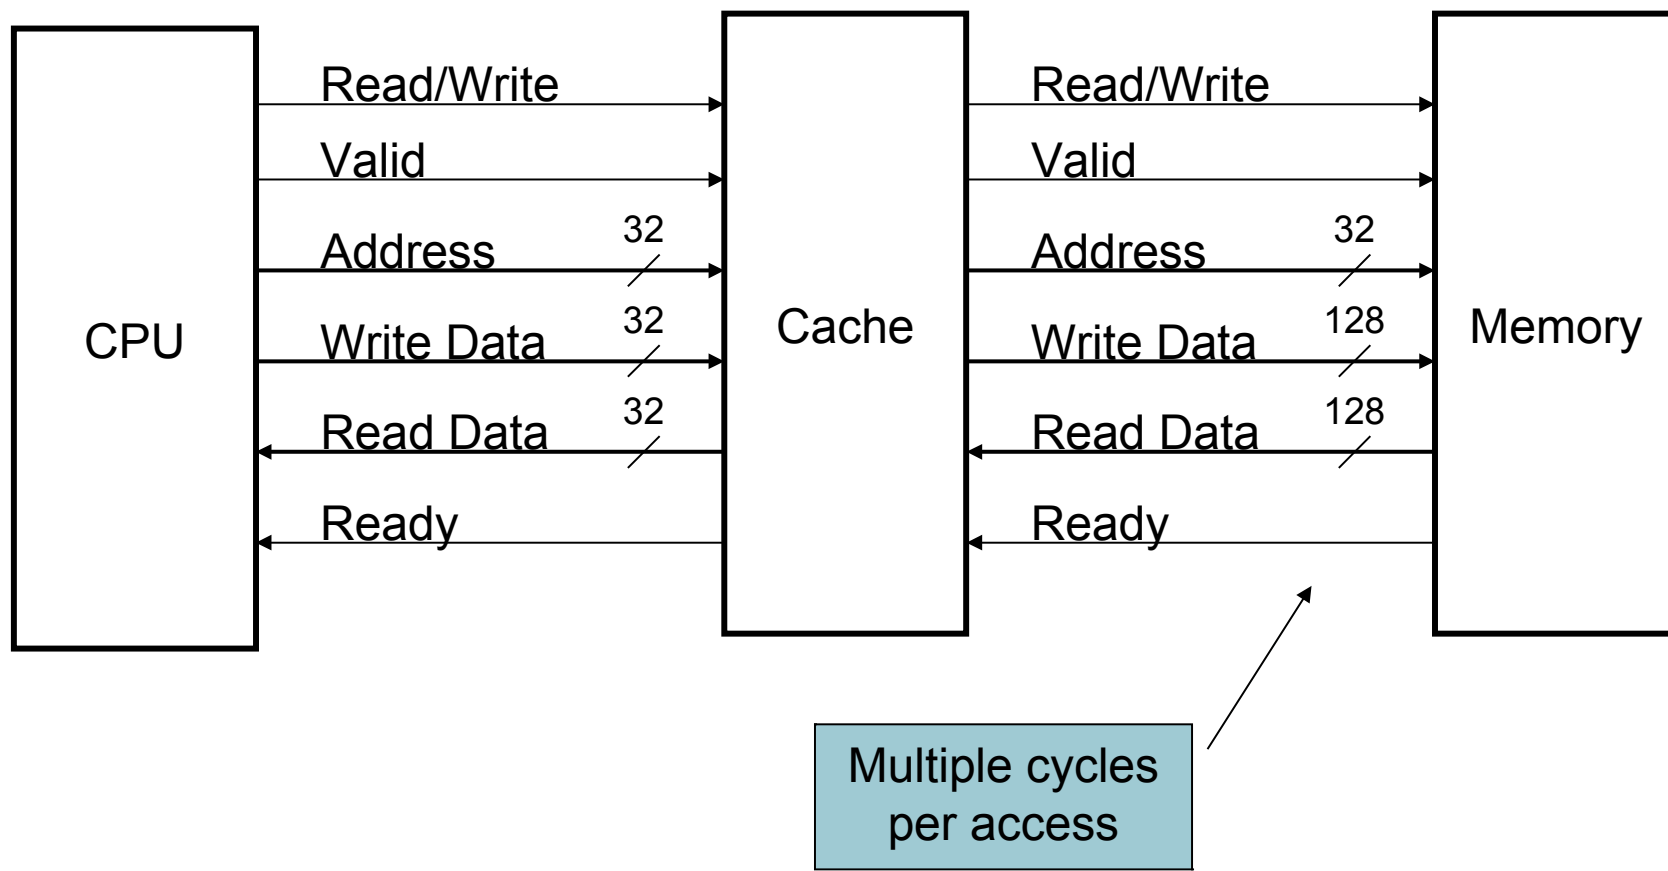 CPU
Read/Write
Valid
Address 32
Write Data 32
Read Data 32
Ready
Cache
Read/Write
Valid
Address 32
Write Data 128
Read Data 128
Ready
Memory
Multiple cycles
per access